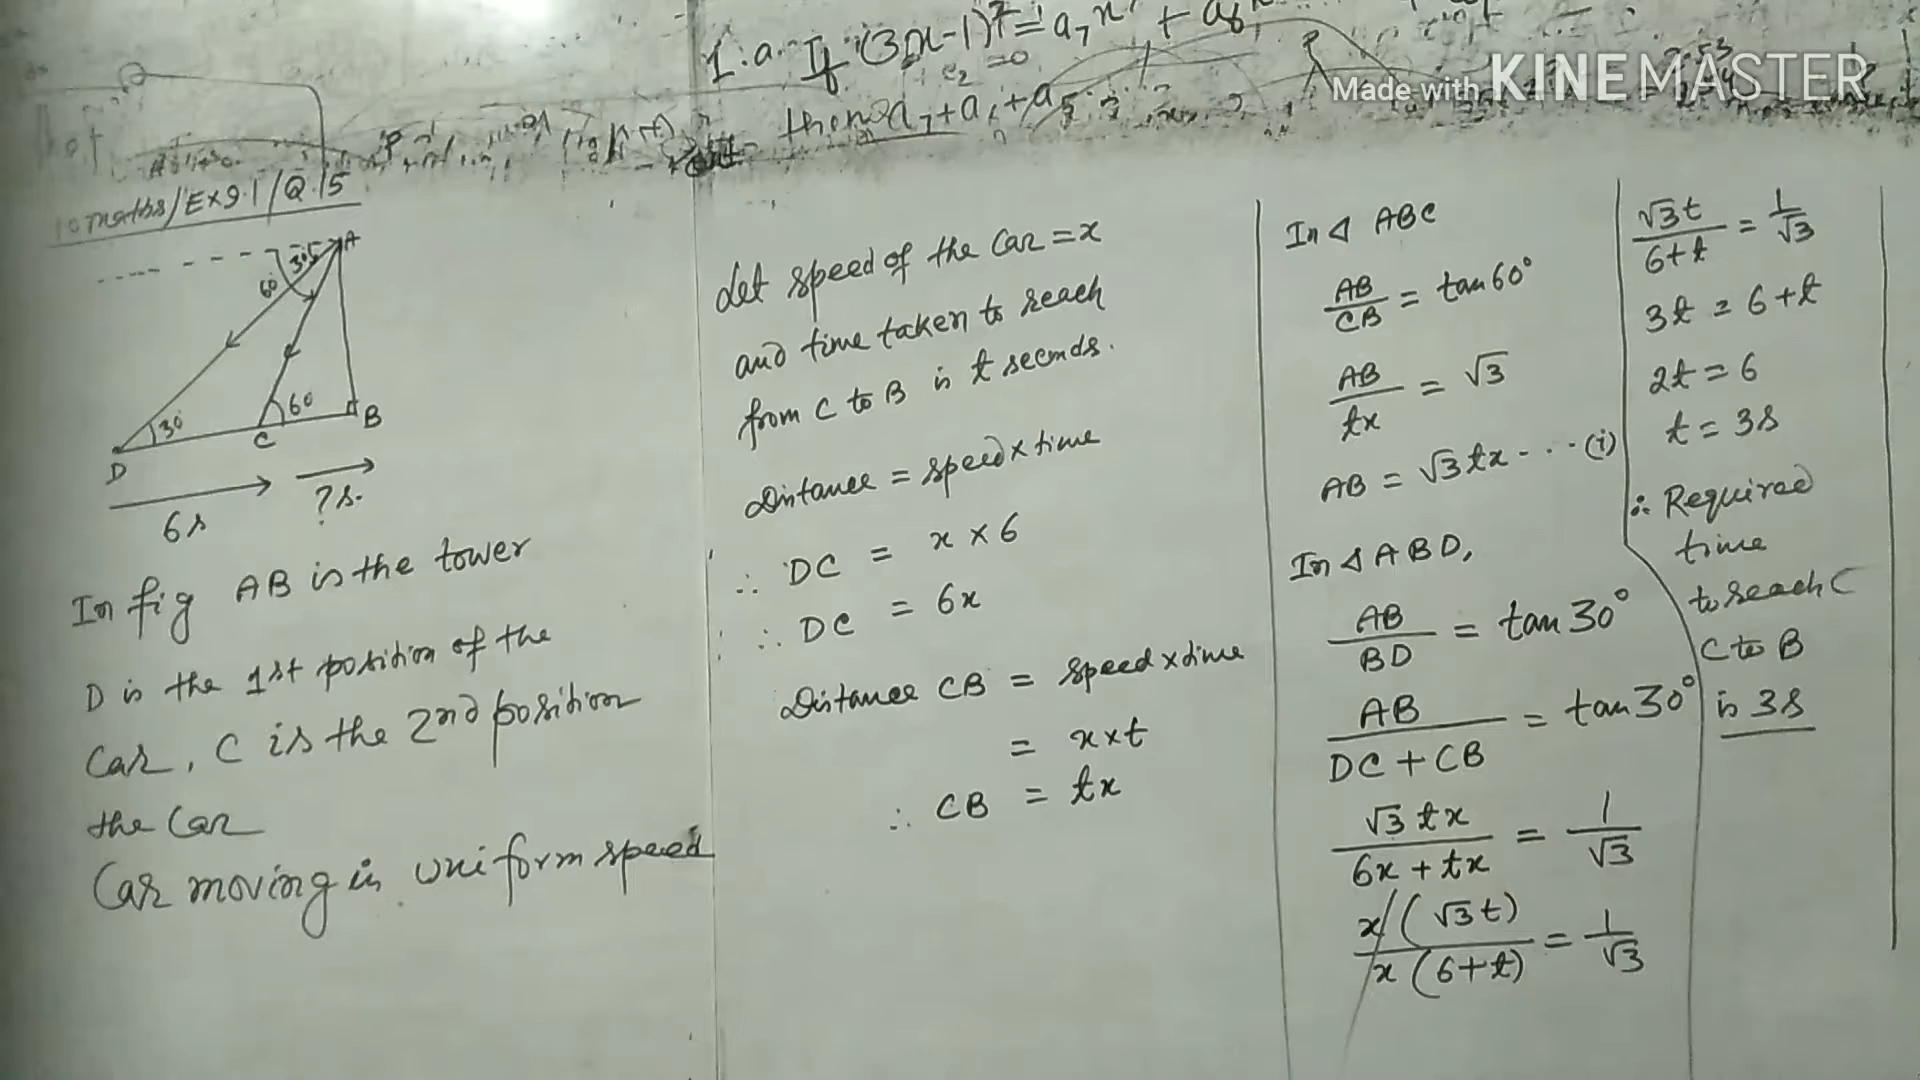 1.a. If (3x-1)⁷ = a₇x⁷ +
then a₇+a₆+a₅
Made with KINEMASTER
10 maths/Ex 9.1/Q.15
30°
A
60
30
60
D
C
B
6s
?s.
In fig AB is the tower
D is the 1st position of the
Car, C is the 2nd position
the Car
Car moving in uniform speed
Let speed of the Car = x
and time taken to reach
from C to B is t seconds.
Distance = speed x time
∴ DC = x × 6
∴ DC = 6x
Distance CB = speed x time
= x×t
∴ CB = tx
In △ ABC
AB/CB = tan 60°
AB/tx = √3
AB = √3 tx --- (i)
In △ ABD,
AB/BD = tan 30°
AB/DC + CB = tan 30°
√3 tx/6x + tx = 1/√3
x(√3t)/x(6+t) = 1/√3
√3t/6+t = 1/√3
3t = 6+t
2t = 6
t = 3s
∴ Required
time
to reach C
C to B
is 3s